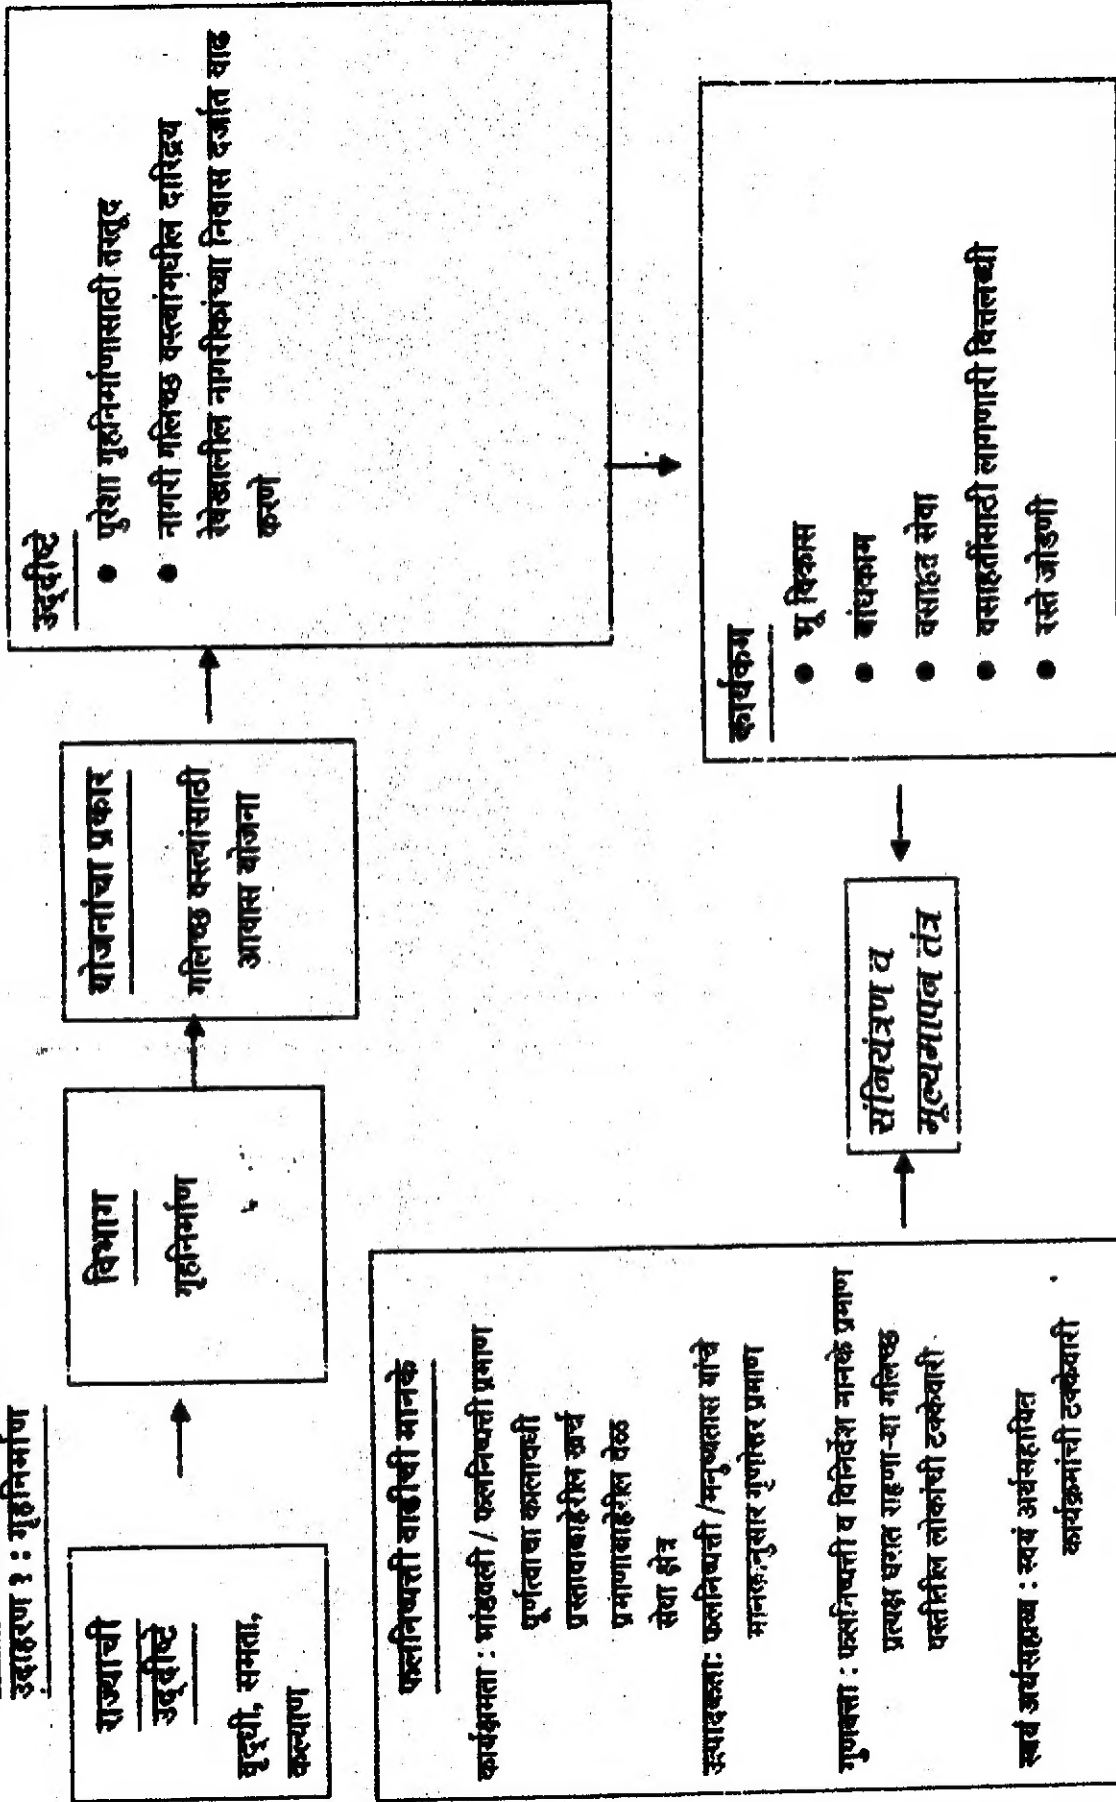 उदाहरण ३ : गृहनिर्माण
राज्याची
उद्दीष्टे
वृद्धी, समता,
कल्याण
विभाग
गृहनिर्माण
योजनांचा प्रकार
गलिच्छ वस्त्यांसाठी
आवास योजना
उद्दीष्टे
● पुरेशा गृहनिर्माणासाठी तरतूद
● नागरी गलिच्छ वस्त्यांमधील दारिद्र्य
रेषेखालील नागरीकांच्या निवास दर्जात वाढ
करणे
कार्यक्रम
● भू विकास
● बांधकाम
● वसाहत सेवा
● वसाहतींसाठी लागणारी वित्तलब्धी
● रस्ते जोडणी
संनियंत्रण व
मूल्यमापन तंत्र
फलनिष्पत्ती वाढीची मानके
कार्यक्षमता : भांडवली / फलनिष्पत्ती प्रमाण
पूर्णत्वाचा कालावधी
प्रस्तावाबाहेरील खर्च
प्रमाणाबाहेरील वेळ
सेवा क्षेत्र
उत्पादकता: फलनिष्पत्ती / मनुष्यतास यांचे
मानकानुसार गुणोत्तर प्रमाण
गुणवत्ता : फलनिष्पत्ती व विनिर्देश मानके प्रमाण
प्रत्यक्ष घरात राहणा-या गलिच्छ
वस्तीतील लोकांची टक्केवारी
स्वयं अर्थसहाय्य : स्वयं अर्थसहायित
कार्यक्रमांची टक्केवारी